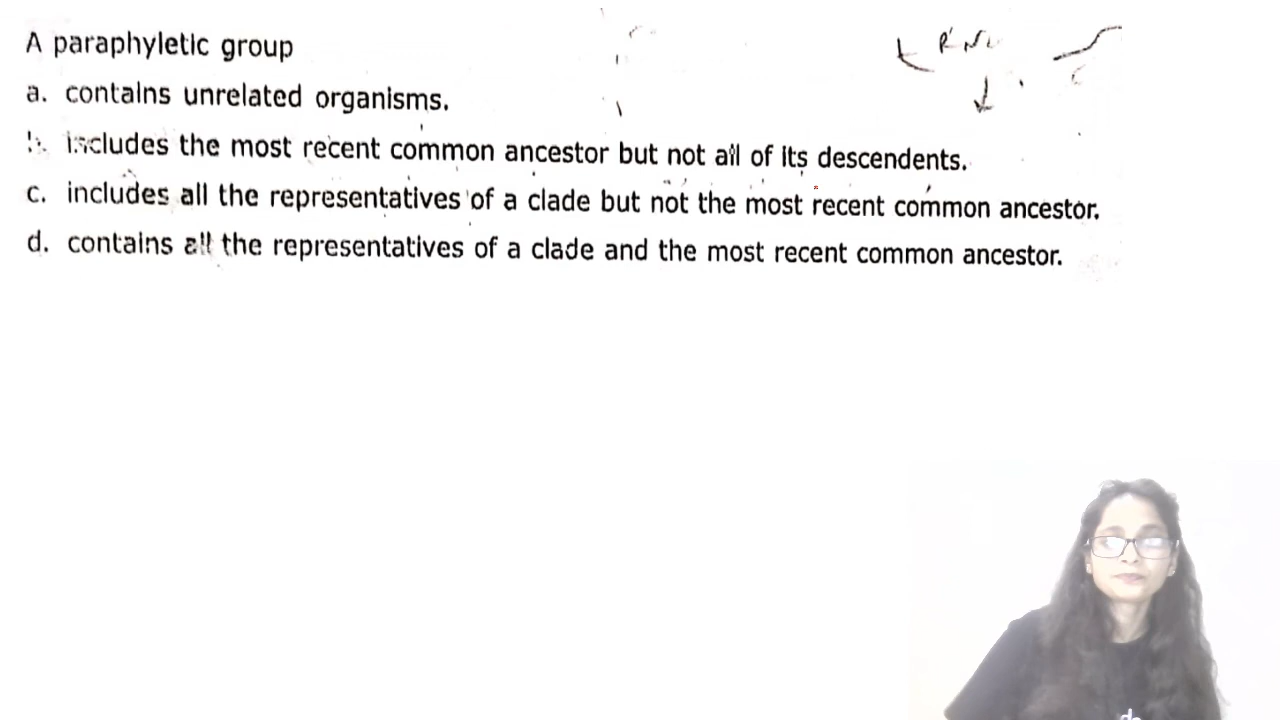 A paraphyletic group
a. contains unrelated organisms.
b. includes the most recent common ancestor but not all of its descendents.
c. includes all the representatives of a clade but not the most recent common ancestor.
d. contains all the representatives of a clade and the most recent common ancestor.